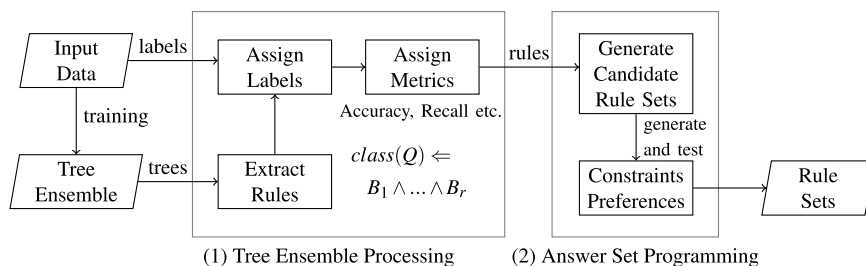 Input
Data
labels
Assign
Labels
Assign
Metrics
Accuracy, Recall etc.
rules
Generate
Candidate
Rule Sets
training
generate
and test
Tree
Ensemble
trees
Extract
Rules
class(Q) ⇐
B1 ∧ ... ∧ Br
Constraints
Preferences
Rule
Sets
(1) Tree Ensemble Processing
(2) Answer Set Programming